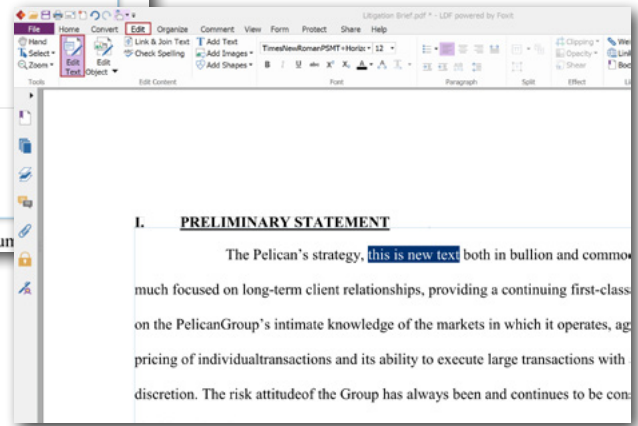 Litigation Brief.pdf * - LDF powered by Foxit
File Home Convert Edit Organize Comment View Form Protect Share Help
Hand
Select
Zoom
Tools
Edit Text
Edit Object
Link & Join Text
Check Spelling
Edit Content
Add Text
Add Images
Add Shapes
TimesNewRomanPSMT+Horiz 12
B I U abc X² X₂ A A T
Font
Paragraph
Split
Clipping
Opacity
Shear
Effect
I. PRELIMINARY STATEMENT
The Pelican’s strategy, this is new text both in bullion and
much focused on long-term client relationships, providing a continuing
on the PelicanGroup’s intimate knowledge of the markets in which it operates,
pricing of individualtransactions and its ability to execute large transactions with
discretion. The risk attitudeof the Group has always been and continues to be